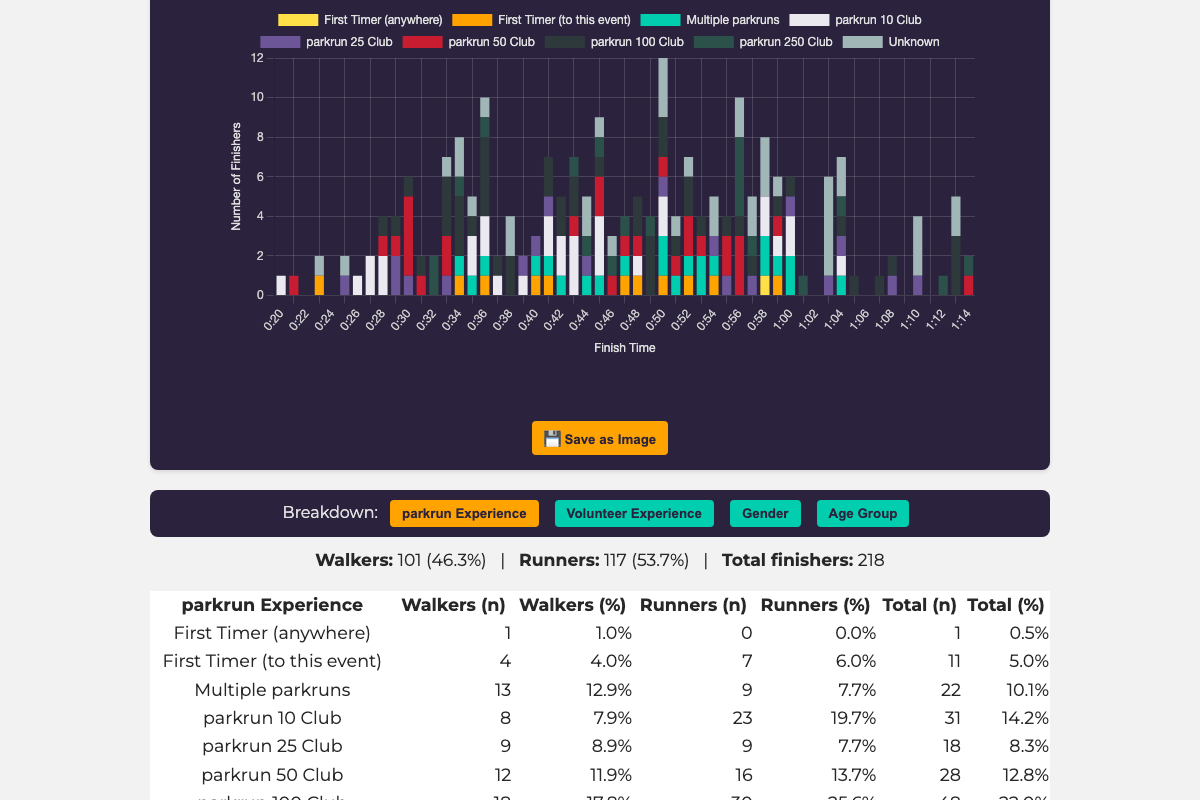 First Timer (anywhere) First Timer (to this event) Multiple parkruns parkrun 10 Club
parkrun 25 Club parkrun 50 Club parkrun 100 Club parkrun 250 Club Unknown
12
10
8
6
4
2
0
Number of Finishers
0:20 0:22 0:24 0:26 0:28 0:30 0:32 0:34 0:36 0:38 0:40 0:42 0:44 0:46 0:48 0:50 0:52 0:54 0:56 0:58 1:00 1:02 1:04 1:06 1:08 1:10 1:12 1:14
Finish Time
Save as Image
Breakdown: parkrun Experience Volunteer Experience Gender Age Group
Walkers: 101 (46.3%) | Runners: 117 (53.7%) | Total finishers: 218
parkrun Experience Walkers (n) Walkers (%) Runners (n) Runners (%) Total (n) Total (%)
First Timer (anywhere) 1 1.0% 0 0.0% 1 0.5%
First Timer (to this event) 4 4.0% 7 6.0% 11 5.0%
Multiple parkruns 13 12.9% 9 7.7% 22 10.1%
parkrun 10 Club 8 7.9% 23 19.7% 31 14.2%
parkrun 25 Club 9 8.9% 9 7.7% 18 8.3%
parkrun 50 Club 12 11.9% 16 13.7% 28 12.8%
parkrun 100 Club